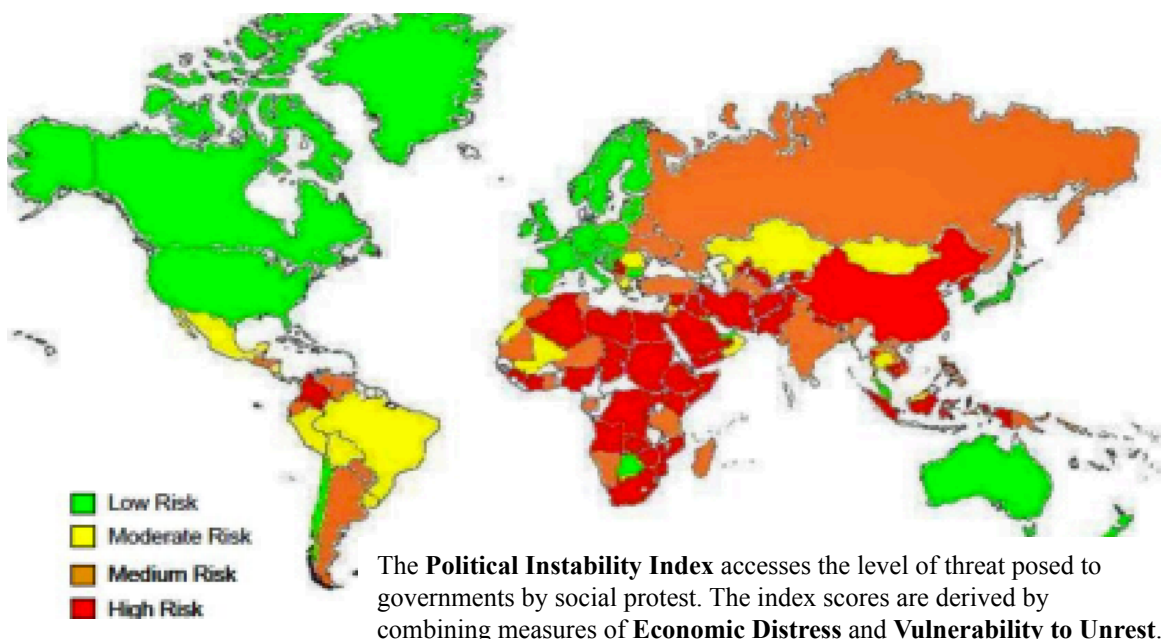 Low Risk
Moderate Risk
Medium Risk
High Risk
The Political Instability Index accesses the level of threat posed to
governments by social protest. The index scores are derived by
combining measures of Economic Distress and Vulnerability to Unrest.